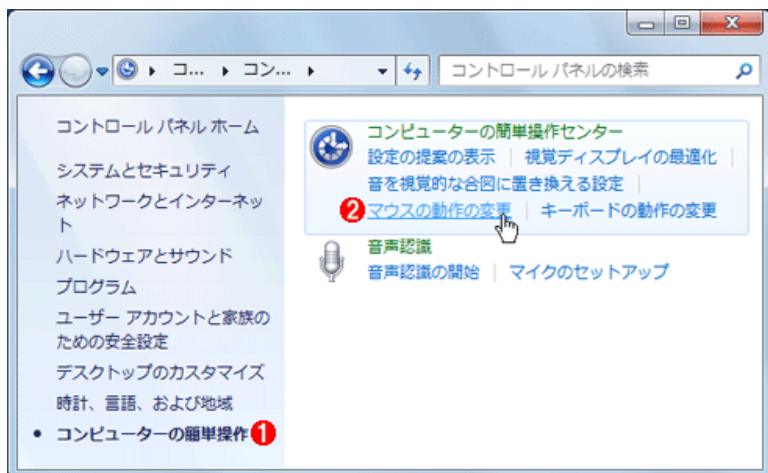 コ... コン... コントロール パネルの検索
コントロール パネル ホーム
システムとセキュリティ
ネットワークとインターネッ
ト
ハードウェアとサウンド
プログラム
ユーザー アカウントと家族の
ための安全設定
デスクトップのカスタマイズ
時計、言語、および地域
コンピューターの簡単操作 1
コンピューターの簡単操作センター
設定の提案の表示 視覚ディスプレイの最適化
音を視覚的な合図に置き換える設定
2 マウスの動作の変更 キーボードの動作の変更
音声認識
音声認識の開始 マイクのセットアップ